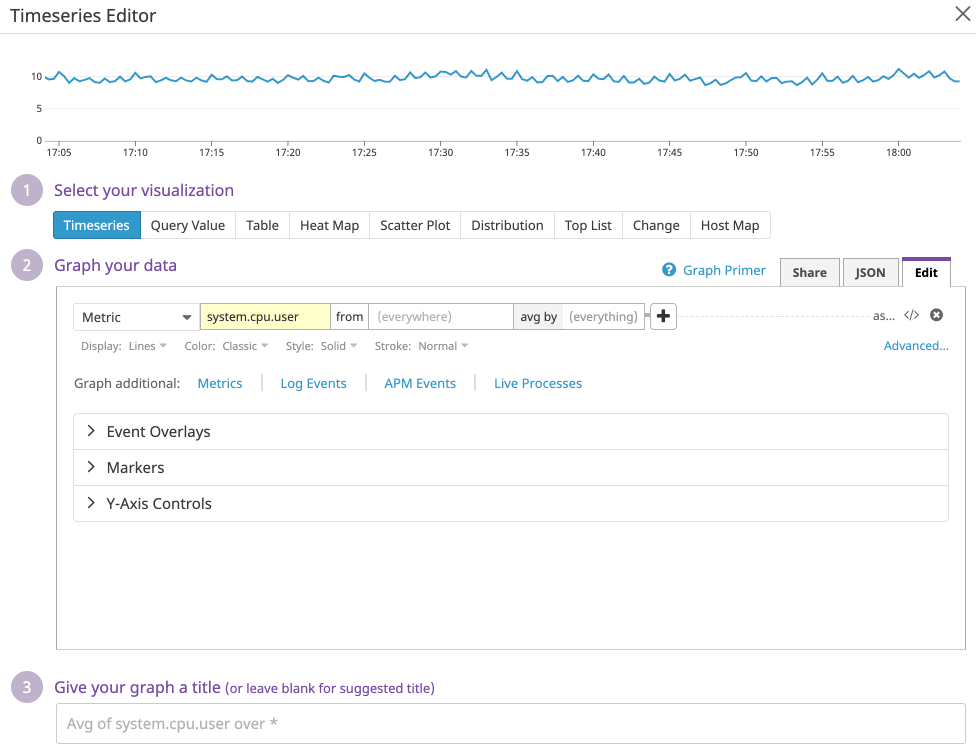 Timeseries Editor
10
5
0
17:05 17:10 17:15 17:20 17:25 17:30 17:35 17:40 17:45 17:50 17:55 18:00
1 Select your visualization
Timeseries Query Value Table Heat Map Scatter Plot Distribution Top List Change Host Map
2 Graph your data
? Graph Primer Share JSON Edit
Metric system.cpu.user from (everywhere) avg by (everything) as... </>
Display: Lines Color: Classic Style: Solid Stroke: Normal Advanced...
Graph additional: Metrics | Log Events | APM Events | Live Processes
Event Overlays
Markers
Y-Axis Controls
3 Give your graph a title (or leave blank for suggested title)
Avg of system.cpu.user over *